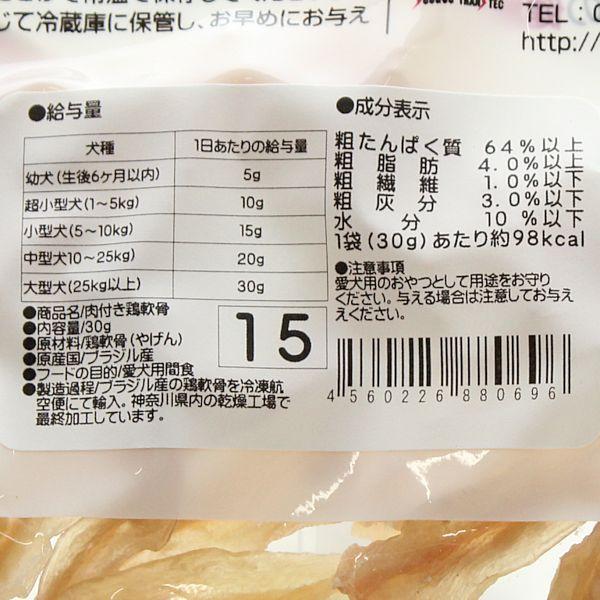 じて冷蔵庫に保管し、お早めにお与え
TEL：0
http://
●給与量
犬種 1日あたりの給与量
幼犬(生後6ヶ月以内) 5g
超小型犬(1〜5kg) 10g
小型犬(5〜10kg) 15g
中型犬10〜25kg) 20g
大型犬(25kg以上) 30g
●商品名/肉付き鶏軟骨
●内容量/30g
●原材料/鶏軟骨(やげん)
●原産国/ブラジル産
●フードの目的/愛犬用間食
●製造過程/ブラジル産の鶏軟骨を冷凍航
空便にて輸入。神奈川県内の乾燥工場で
最終加工しています。
15
●成分表示
粗たんぱく質 64％以上
粗脂肪 4.0％以上
粗繊維 1.0％以下
粗灰分 3.0％以下
水分 10％以下
1袋(30g)あたり約98kcal
●注意事項
愛犬用のおやつとして用途をお守り
ください。与える場合は注意してお与え
えください。
4560226880696